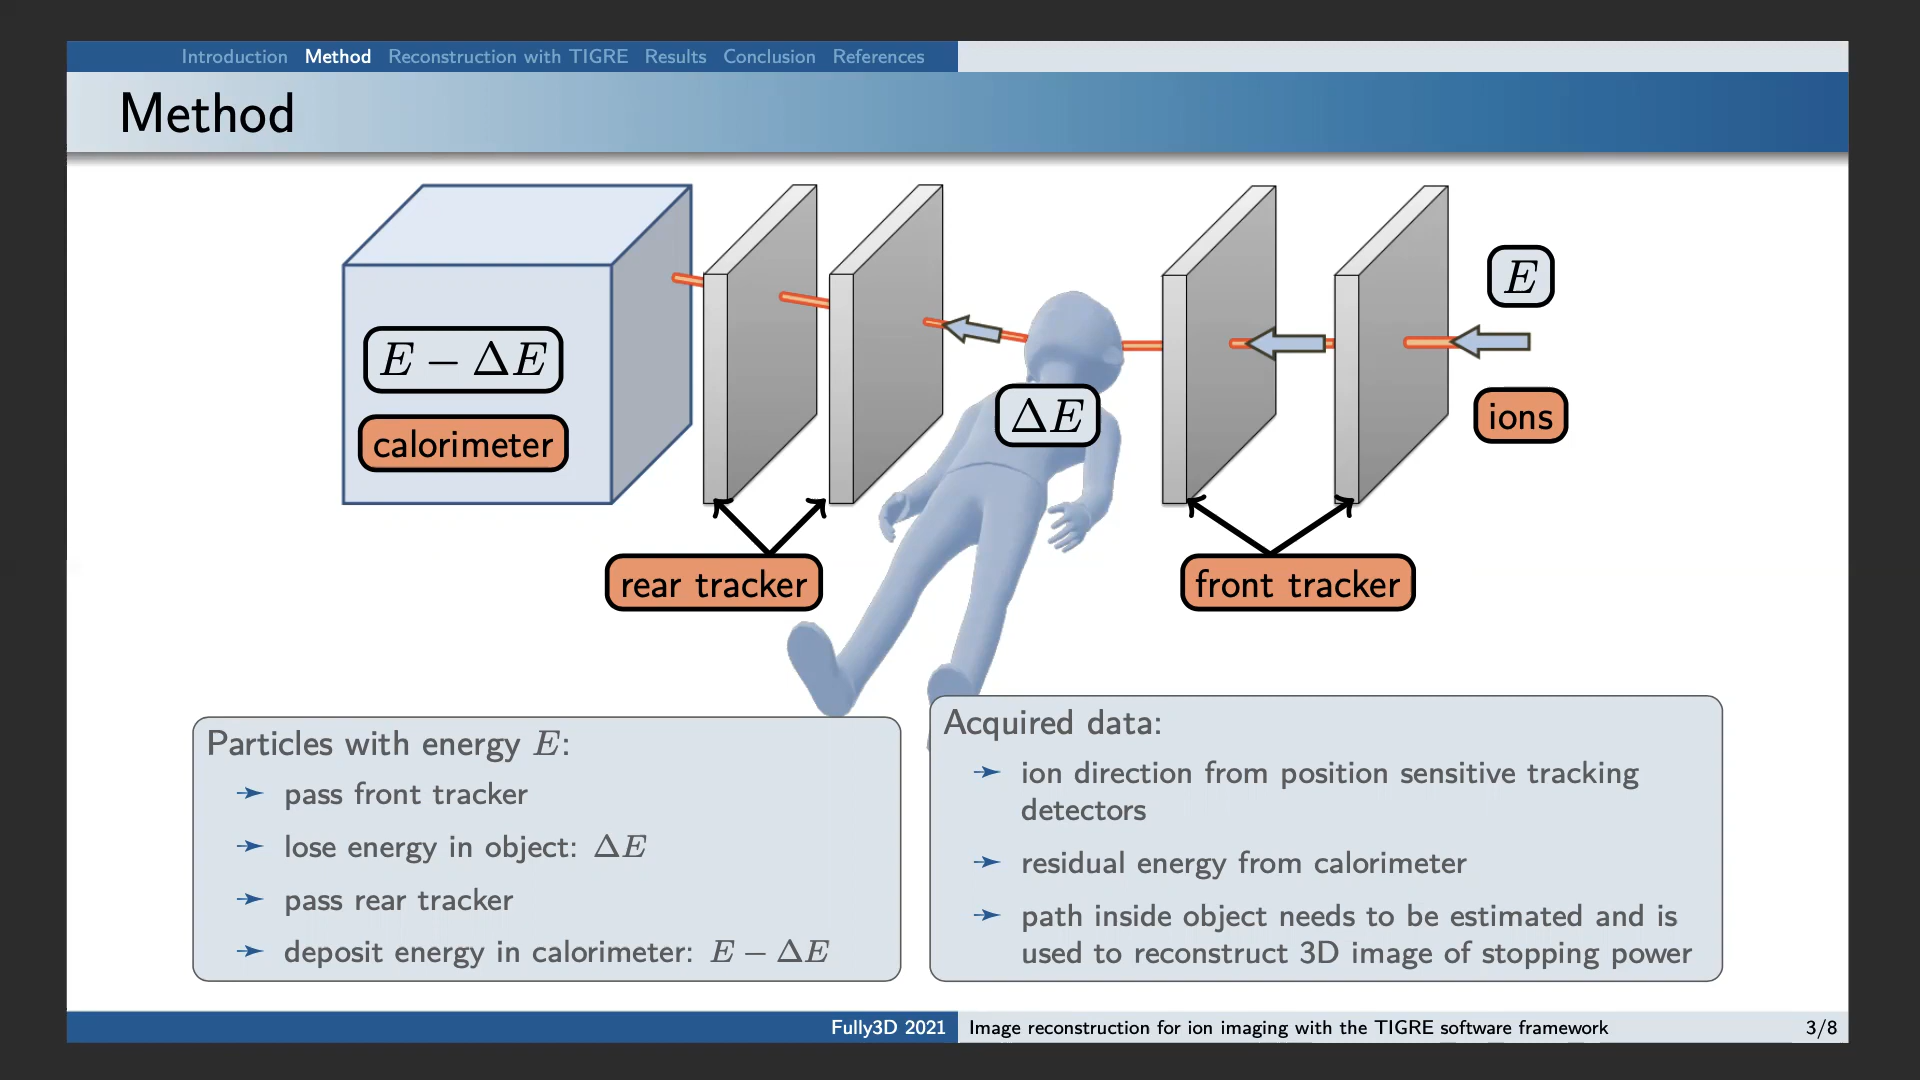 Introduction Method Reconstruction with TIGRE Results Conclusion References
Method
E
E − ΔE
ΔE
ions
calorimeter
rear tracker
front tracker
Particles with energy E:
pass front tracker
lose energy in object: ΔE
pass rear tracker
deposit energy in calorimeter: E − ΔE
Acquired data:
ion direction from position sensitive tracking
detectors
residual energy from calorimeter
path inside object needs to be estimated and is
used to reconstruct 3D image of stopping power
Fully3D 2021 Image reconstruction for ion imaging with the TIGRE software framework 3/8